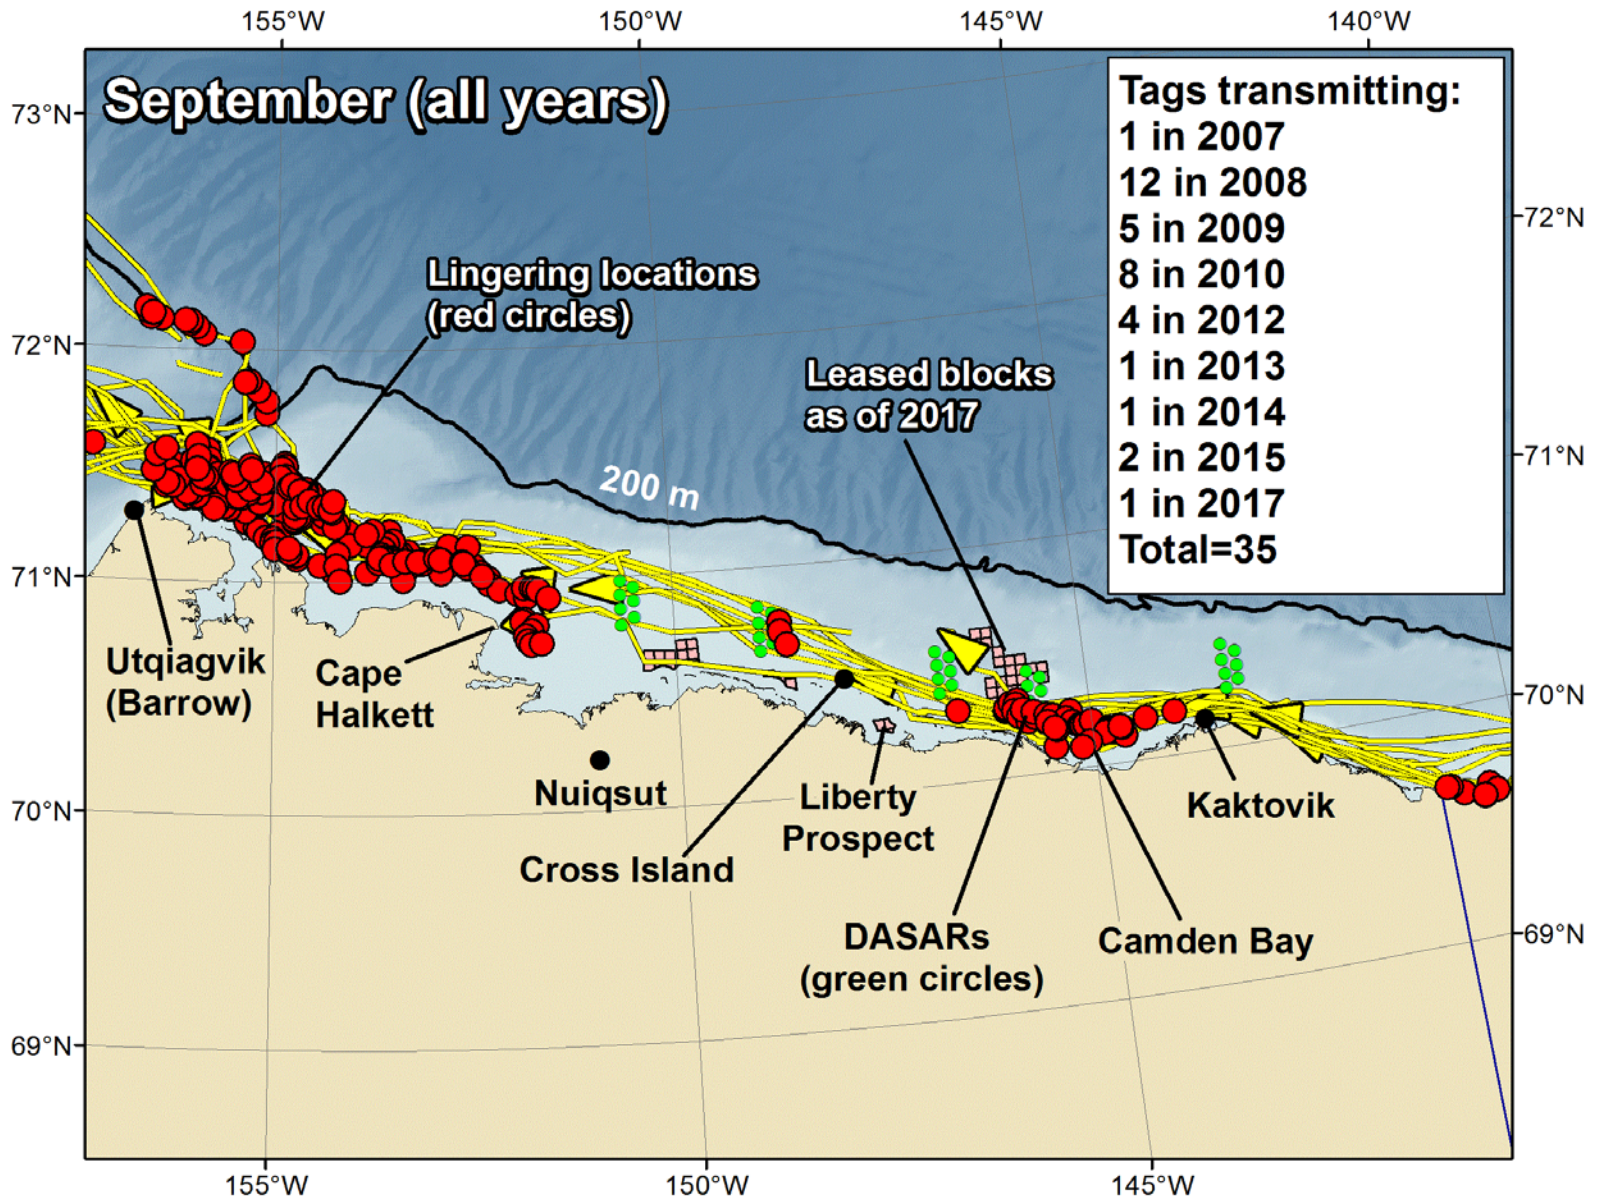 155°W
150°W
145°W
140°W
September (all years)
73°N
72°N
71°N
70°N
69°N
72°N
71°N
70°N
69°N
Tags transmitting:
1 in 2007
12 in 2008
5 in 2009
8 in 2010
4 in 2012
1 in 2013
1 in 2014
2 in 2015
1 in 2017
Total=35
Lingering locations
(red circles)
Leased blocks
as of 2017
200 m
Utqiagvik
(Barrow)
Cape
Halkett
Nuiqsut
Cross Island
Liberty
Prospect
Kaktovik
DASARs
(green circles)
Camden Bay
155°W
150°W
145°W